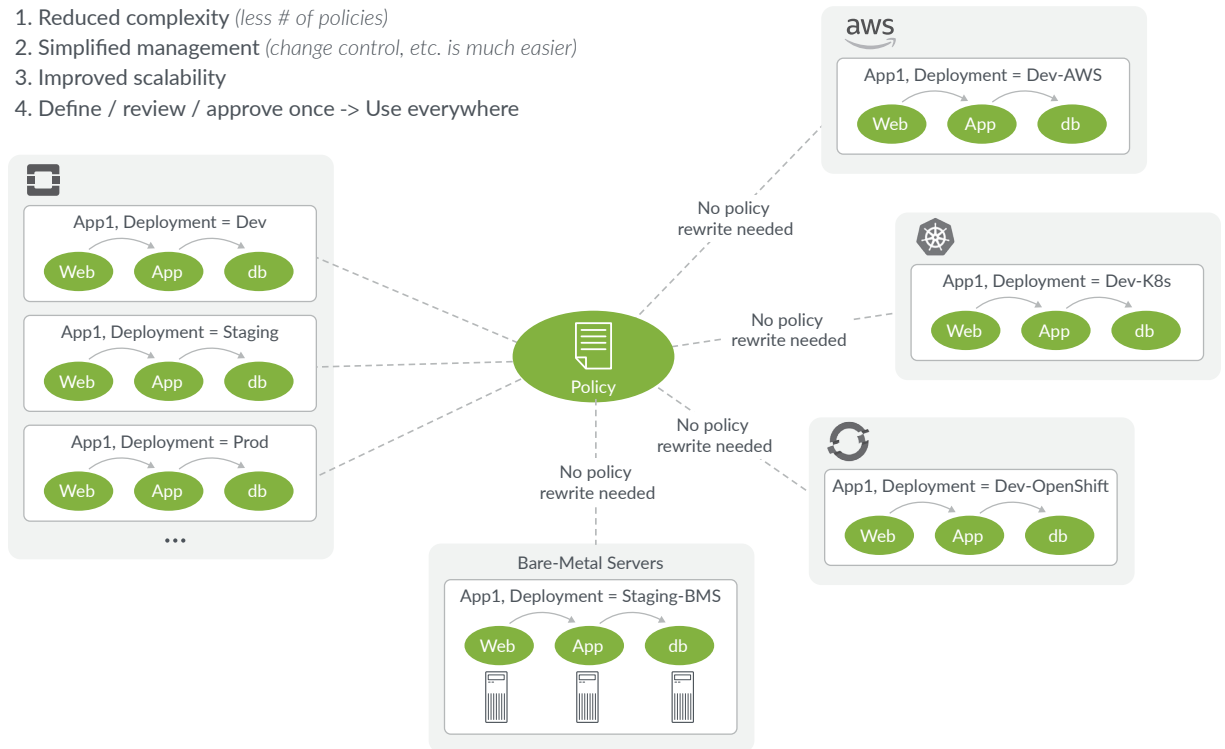 1. Reduced complexity (less # of policies)
2. Simplified management (change control, etc. is much easier)
3. Improved scalability
4. Define / review / approve once -> Use everywhere
aws
App1, Deployment = Dev-AWS
Web App db
App1, Deployment = Dev
Web App db
App1, Deployment = Staging
Web App db
App1, Deployment = Prod
Web App db
...
No policy
rewrite needed
App1, Deployment = Dev-K8s
Web App db
No policy
rewrite needed
Policy
No policy
rewrite needed
App1, Deployment = Dev-OpenShift
Web App db
No policy
rewrite needed
Bare-Metal Servers
App1, Deployment = Staging-BMS
Web App db